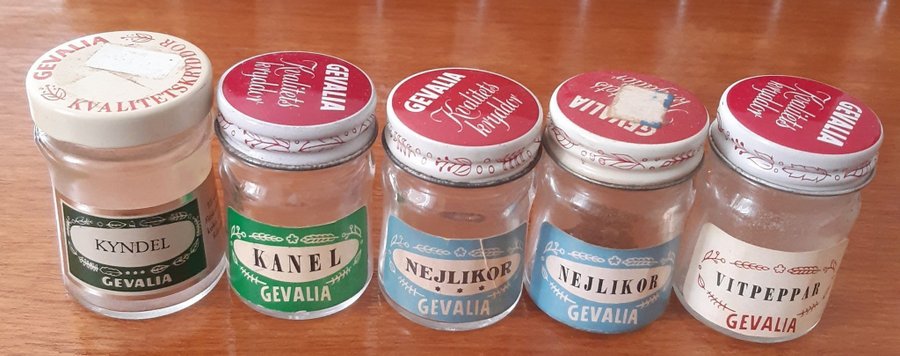 GEVALIA
KVALITETSKRYDDOR
KYNDEL
GEVALIA
GEVALIA
Kvalitets
kryddor
KANEL
GEVALIA
GEVALIA
Kvalitets
kryddor
NEJLIKOR
GEVALIA
GEVALIA
NEJLIKOR
GEVALIA
GEVALIA
Kvalitets
kryddor
VITPEPPAR
GEVALIA